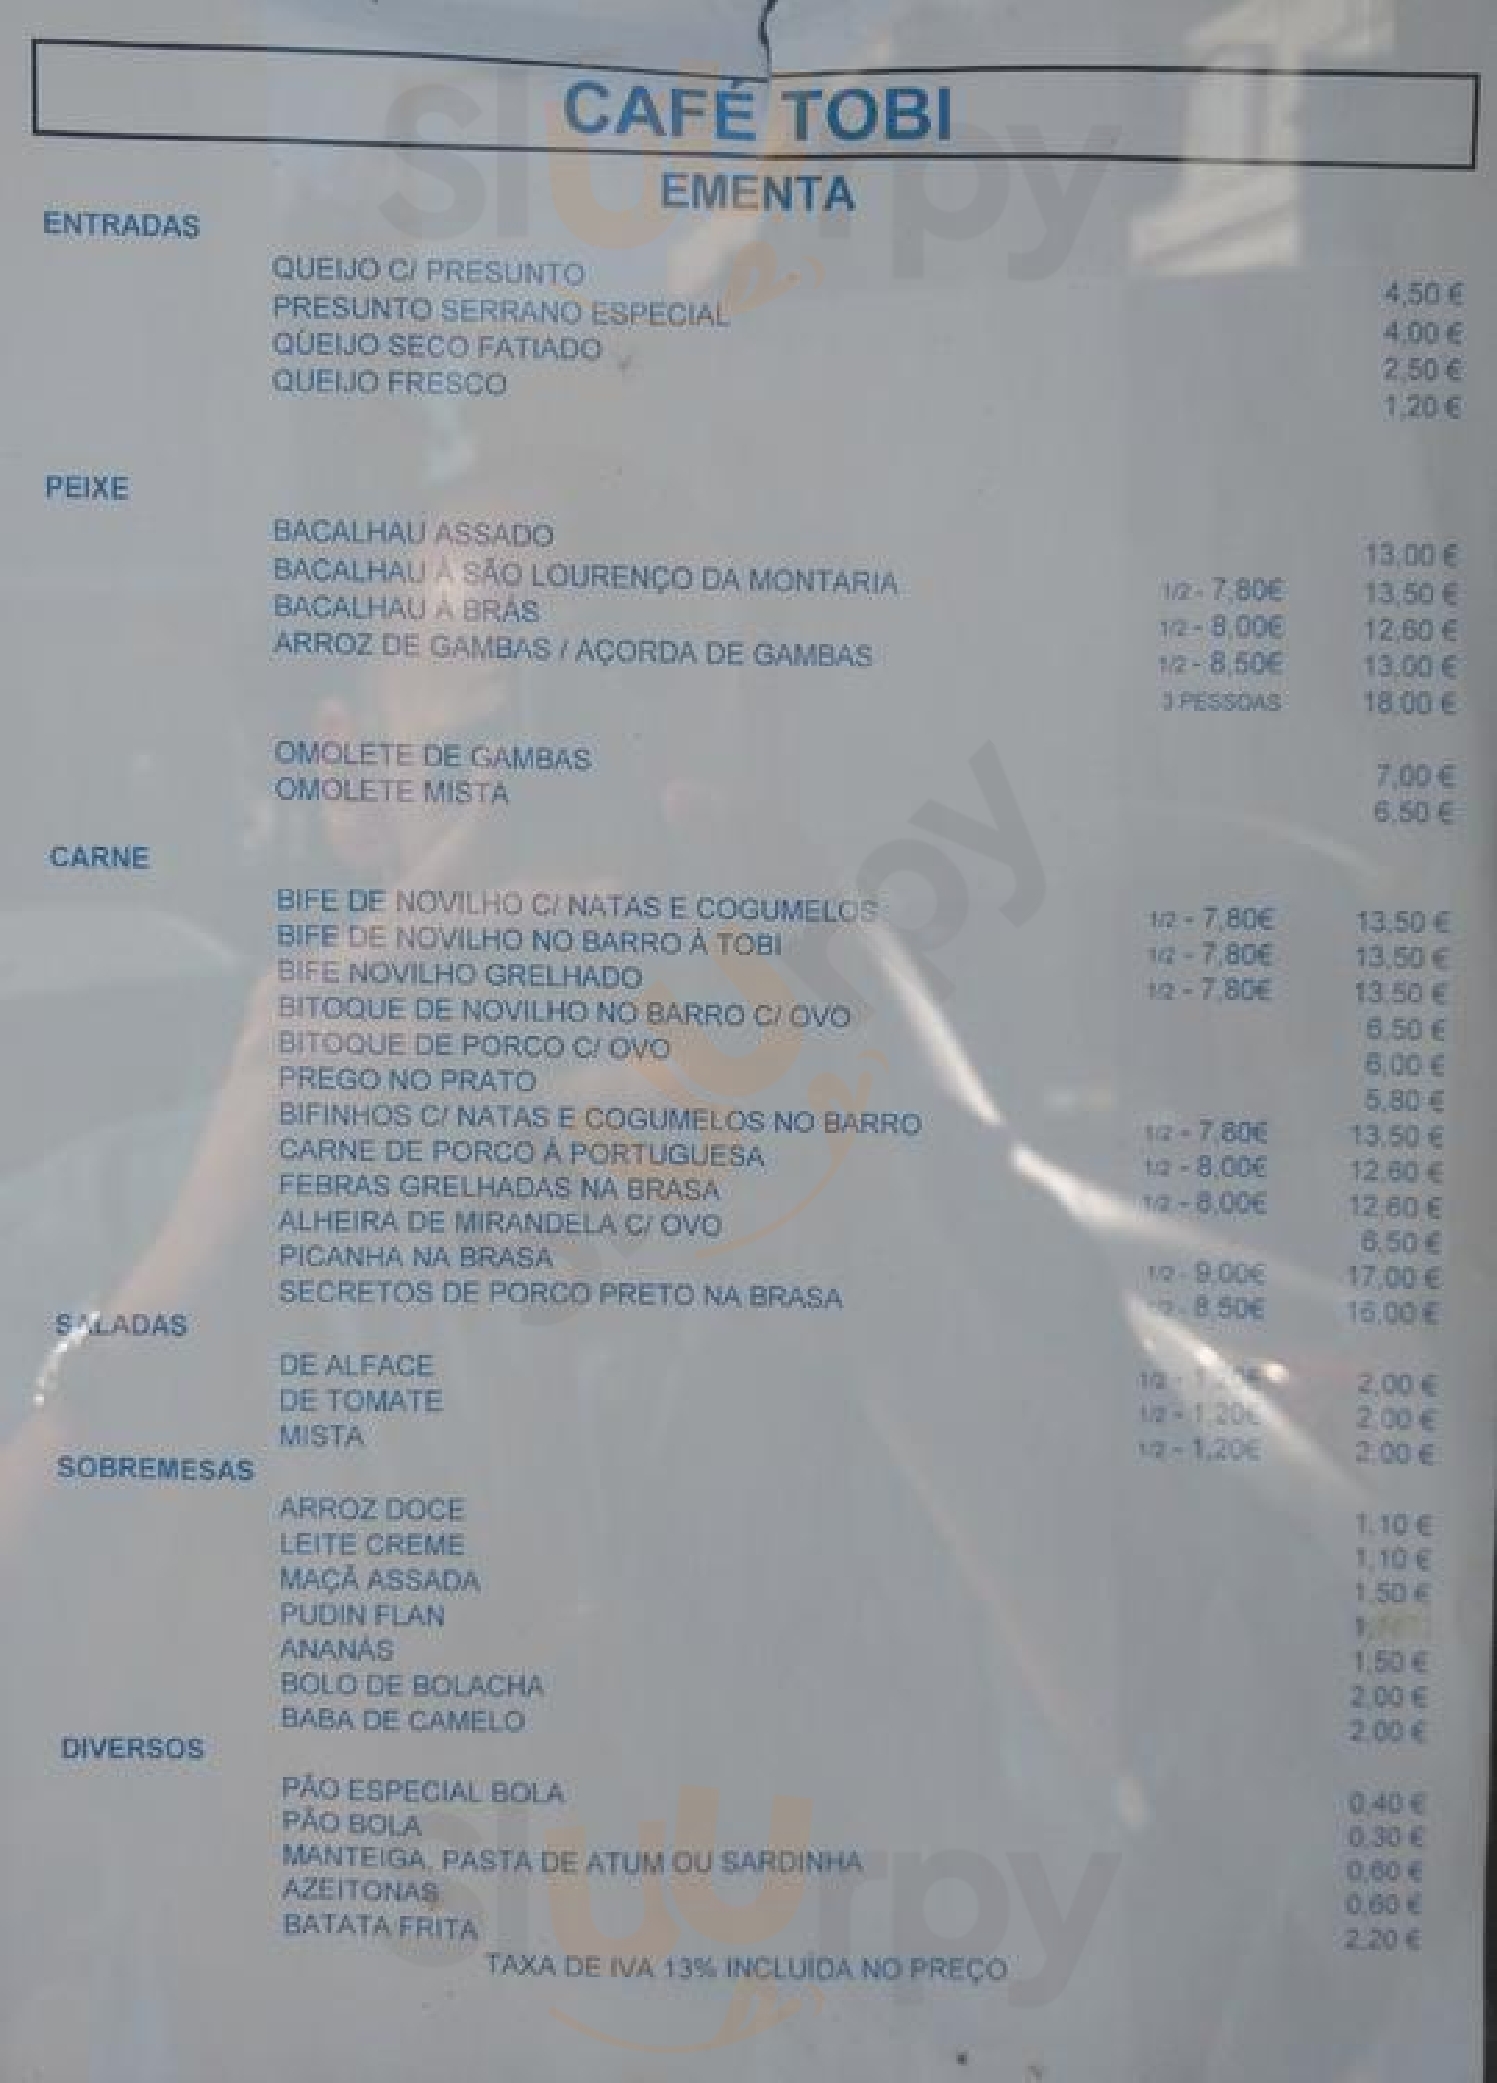 CAFÉ TOBI
EMENTA
ENTRADAS
QUEIJO C/ PRESUNTO 4,50 €
PRESUNTO SERRANO ESPECIAL 4,00 €
QUEIJO SECO FATIADO 2,50 €
QUEIJO FRESCO 1,20 €
PEIXE
BACALHAU ASSADO 13,00 €
BACALHAU À SÃO LOURENÇO DA MONTARIA 1/2 - 7,80€ 13,50 €
BACALHAU À BRÁS 1/2 - 8,00€ 12,60 €
ARROZ DE GAMBAS / AÇORDA DE GAMBAS 1/2 - 8,50€ 13,00 €
3 PESSOAS 18,00 €
OMOLETE DE GAMBAS 7,00 €
OMOLETE MISTA 6,50 €
CARNE
BIFE DE NOVILHO C/ NATAS E COGUMELOS 1/2 - 7,80€ 13,50 €
BIFE DE NOVILHO NO BARRO À TOBI 1/2 - 7,80€ 13,50 €
BIFE NOVILHO GRELHADO 1/2 - 7,80€ 13,50 €
BITOQUE DE NOVILHO NO BARRO C/ OVO 6,50 €
BITOQUE DE PORCO C/ OVO 6,00 €
PREGO NO PRATO 5,80 €
BIFINHOS C/ NATAS E COGUMELOS NO BARRO 1/2 - 7,80€ 13,50 €
CARNE DE PORCO À PORTUGUESA 1/2 - 8,00€ 12,60 €
FEBRAS GRELHADAS NA BRASA 1/2 - 8,00€ 12,60 €
ALHEIRA DE MIRANDELA C/ OVO 6,50 €
PICANHA NA BRASA 1/2 - 9,00€ 17,00 €
SECRETOS DE PORCO PRETO NA BRASA 1/2 - 8,50€ 16,00 €
SALADAS
DE ALFACE 1/2 - 1,20€ 2,00 €
DE TOMATE 1/2 - 1,20€ 2,00 €
MISTA 1/2 - 1,20€ 2,00 €
SOBREMESAS
ARROZ DOCE 1,10 €
LEITE CREME 1,10 €
MAÇÃ ASSADA 1,50 €
PUDIN FLAN
ANANÁS 1,50 €
BOLO DE BOLACHA 2,00 €
BABA DE CAMELO 2,00 €
DIVERSOS
PÃO ESPECIAL BOLA 0,40 €
PÃO BOLA 0,30 €
MANTEIGA, PASTA DE ATUM OU SARDINHA 0,60 €
AZEITONAS 0,60 €
BATATA FRITA 2,20 €
TAXA DE IVA 13% INCLUÍDA NO PREÇO
sluurpy
sluurpy
sluurpy